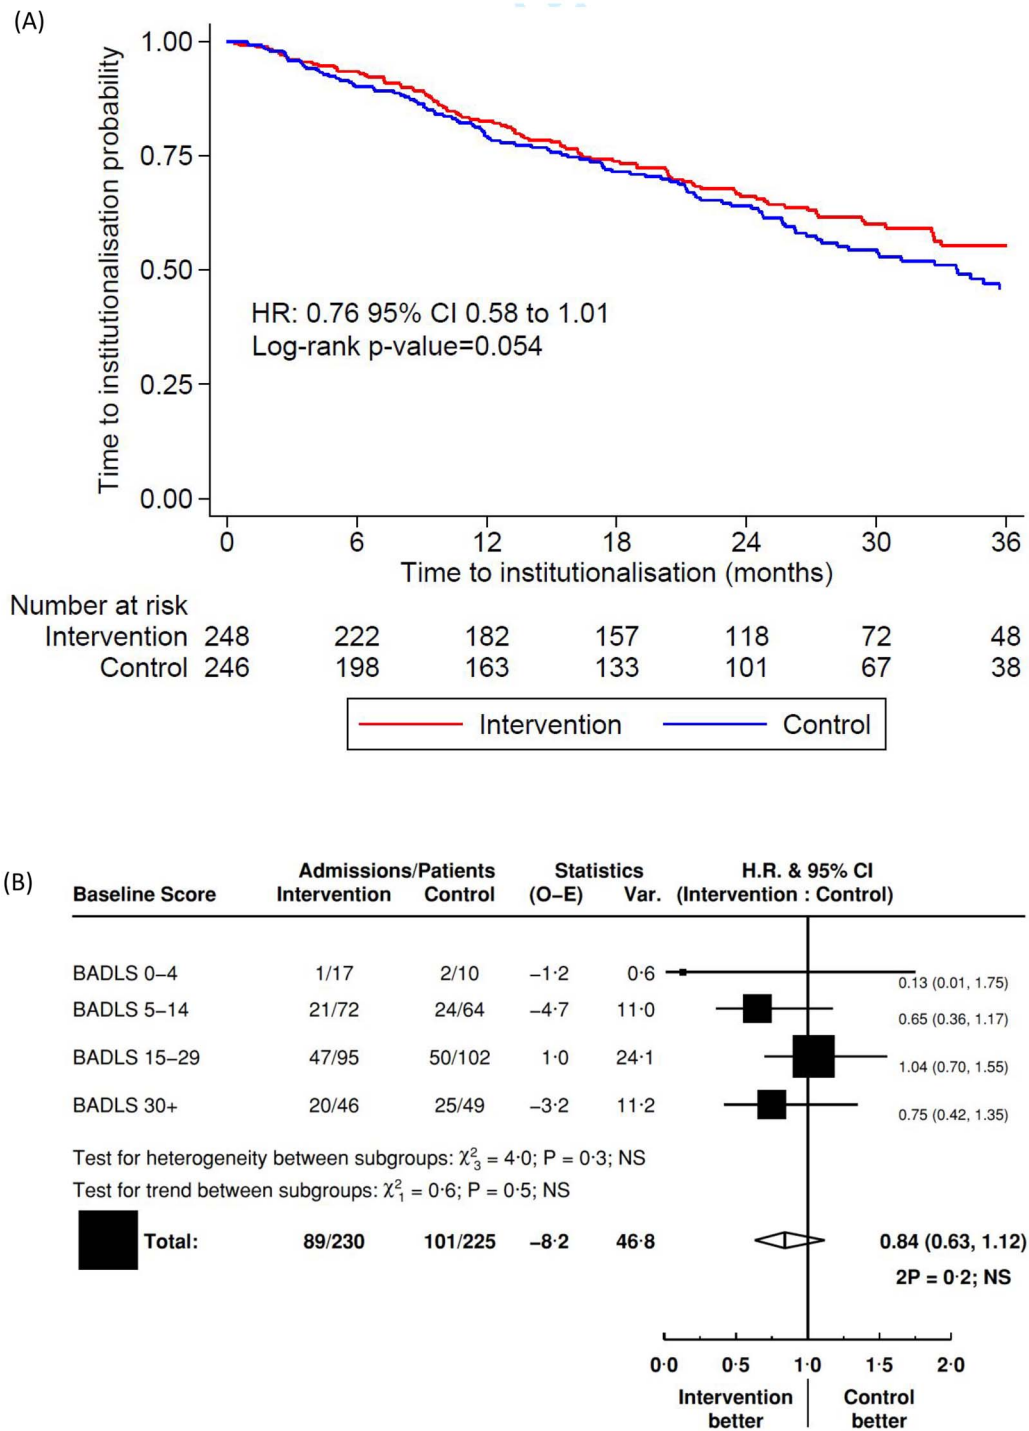 (A)
Time to institutionalisation probability
1.00
0.75
0.50
0.25
0.00
HR: 0.76 95% CI 0.58 to 1.01
Log-rank p-value=0.054
0 6 12 18 24 30 36
Time to institutionalisation (months)
Number at risk
Intervention 248 222 182 157 118 72 48
Control 246 198 163 133 101 67 38
Intervention Control
(B)
Admissions/Patients Statistics H.R. & 95% CI
Baseline Score Intervention Control (O−E) Var. (Intervention : Control)
BADLS 0−4 1/17 2/10 −1·2 0·6 0.13 (0.01, 1.75)
BADLS 5−14 21/72 24/64 −4·7 11·0 0.65 (0.36, 1.17)
BADLS 15−29 47/95 50/102 1·0 24·1 1.04 (0.70, 1.55)
BADLS 30+ 20/46 25/49 −3·2 11·2 0.75 (0.42, 1.35)
Test for heterogeneity between subgroups: χ²₃ = 4·0; P = 0·3; NS
Test for trend between subgroups: χ²₁ = 0·6; P = 0·5; NS
Total: 89/230 101/225 −8·2 46·8 0.84 (0.63, 1.12)
2P = 0·2; NS
0·0 0·5 1·0 1·5 2·0
Intervention Control
better better